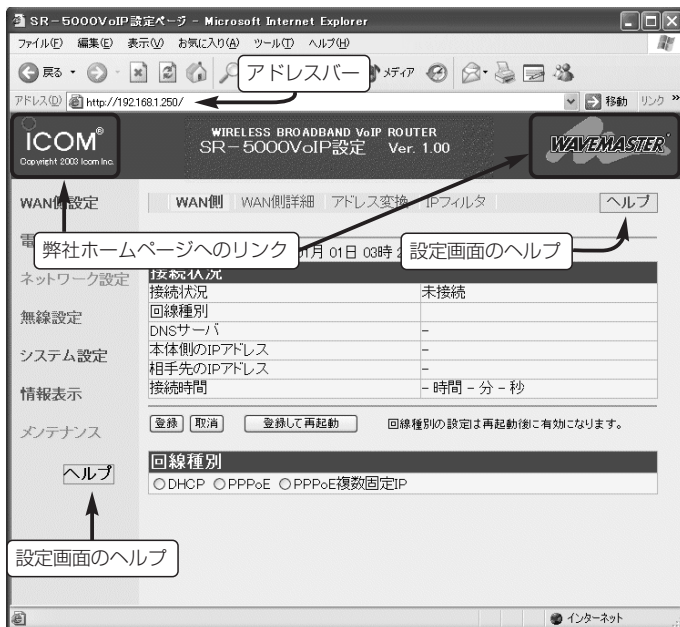 SR-5000VoIP設定ページ - Microsoft Internet Explorer
ファイル(F) 編集(E) 表示(V) お気に入り(A) ツール(T) ヘルプ(H)
戻る アドレスバー メディア
アドレス(D) http://192.168.1.250/ 移動 リンク »
ICOM®
Copyright 2003 Icom Inc.
WIRELESS BROADBAND VoIP ROUTER
SR-5000VoIP設定 Ver. 1.00
WAVEMASTER
WAN側設定
WAN側 WAN側詳細 アドレス変換 IPフィルタ ヘルプ
電
弊社ホームページへのリンク
01月 01日 03時 2
設定画面のヘルプ
ネットワーク設定
無線設定
システム設定
情報表示
メンテナンス
ヘルプ
設定画面のヘルプ
接続状況
接続状況 未接続
回線種別
DNSサーバ -
本体側のIPアドレス -
相手先のIPアドレス -
接続時間 - 時間 - 分 - 秒
登録 取消 登録して再起動 回線種別の設定は再起動後に有効になります。
回線種別
DHCP PPPoE PPPoE複数固定IP
インターネット